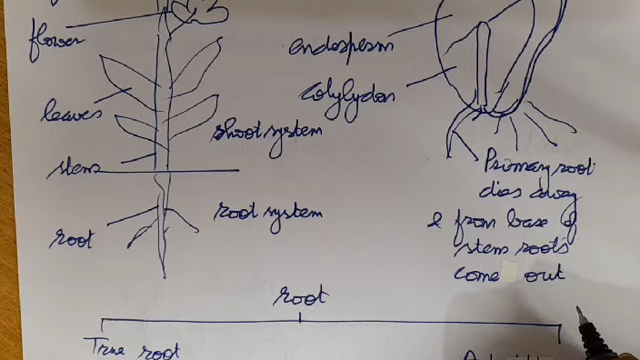 flower
leaves
stem
root
shoot system
root system
endosperm
Cotylydon
Primary root
dies away
& from base of
stem roots
come out
root
True root